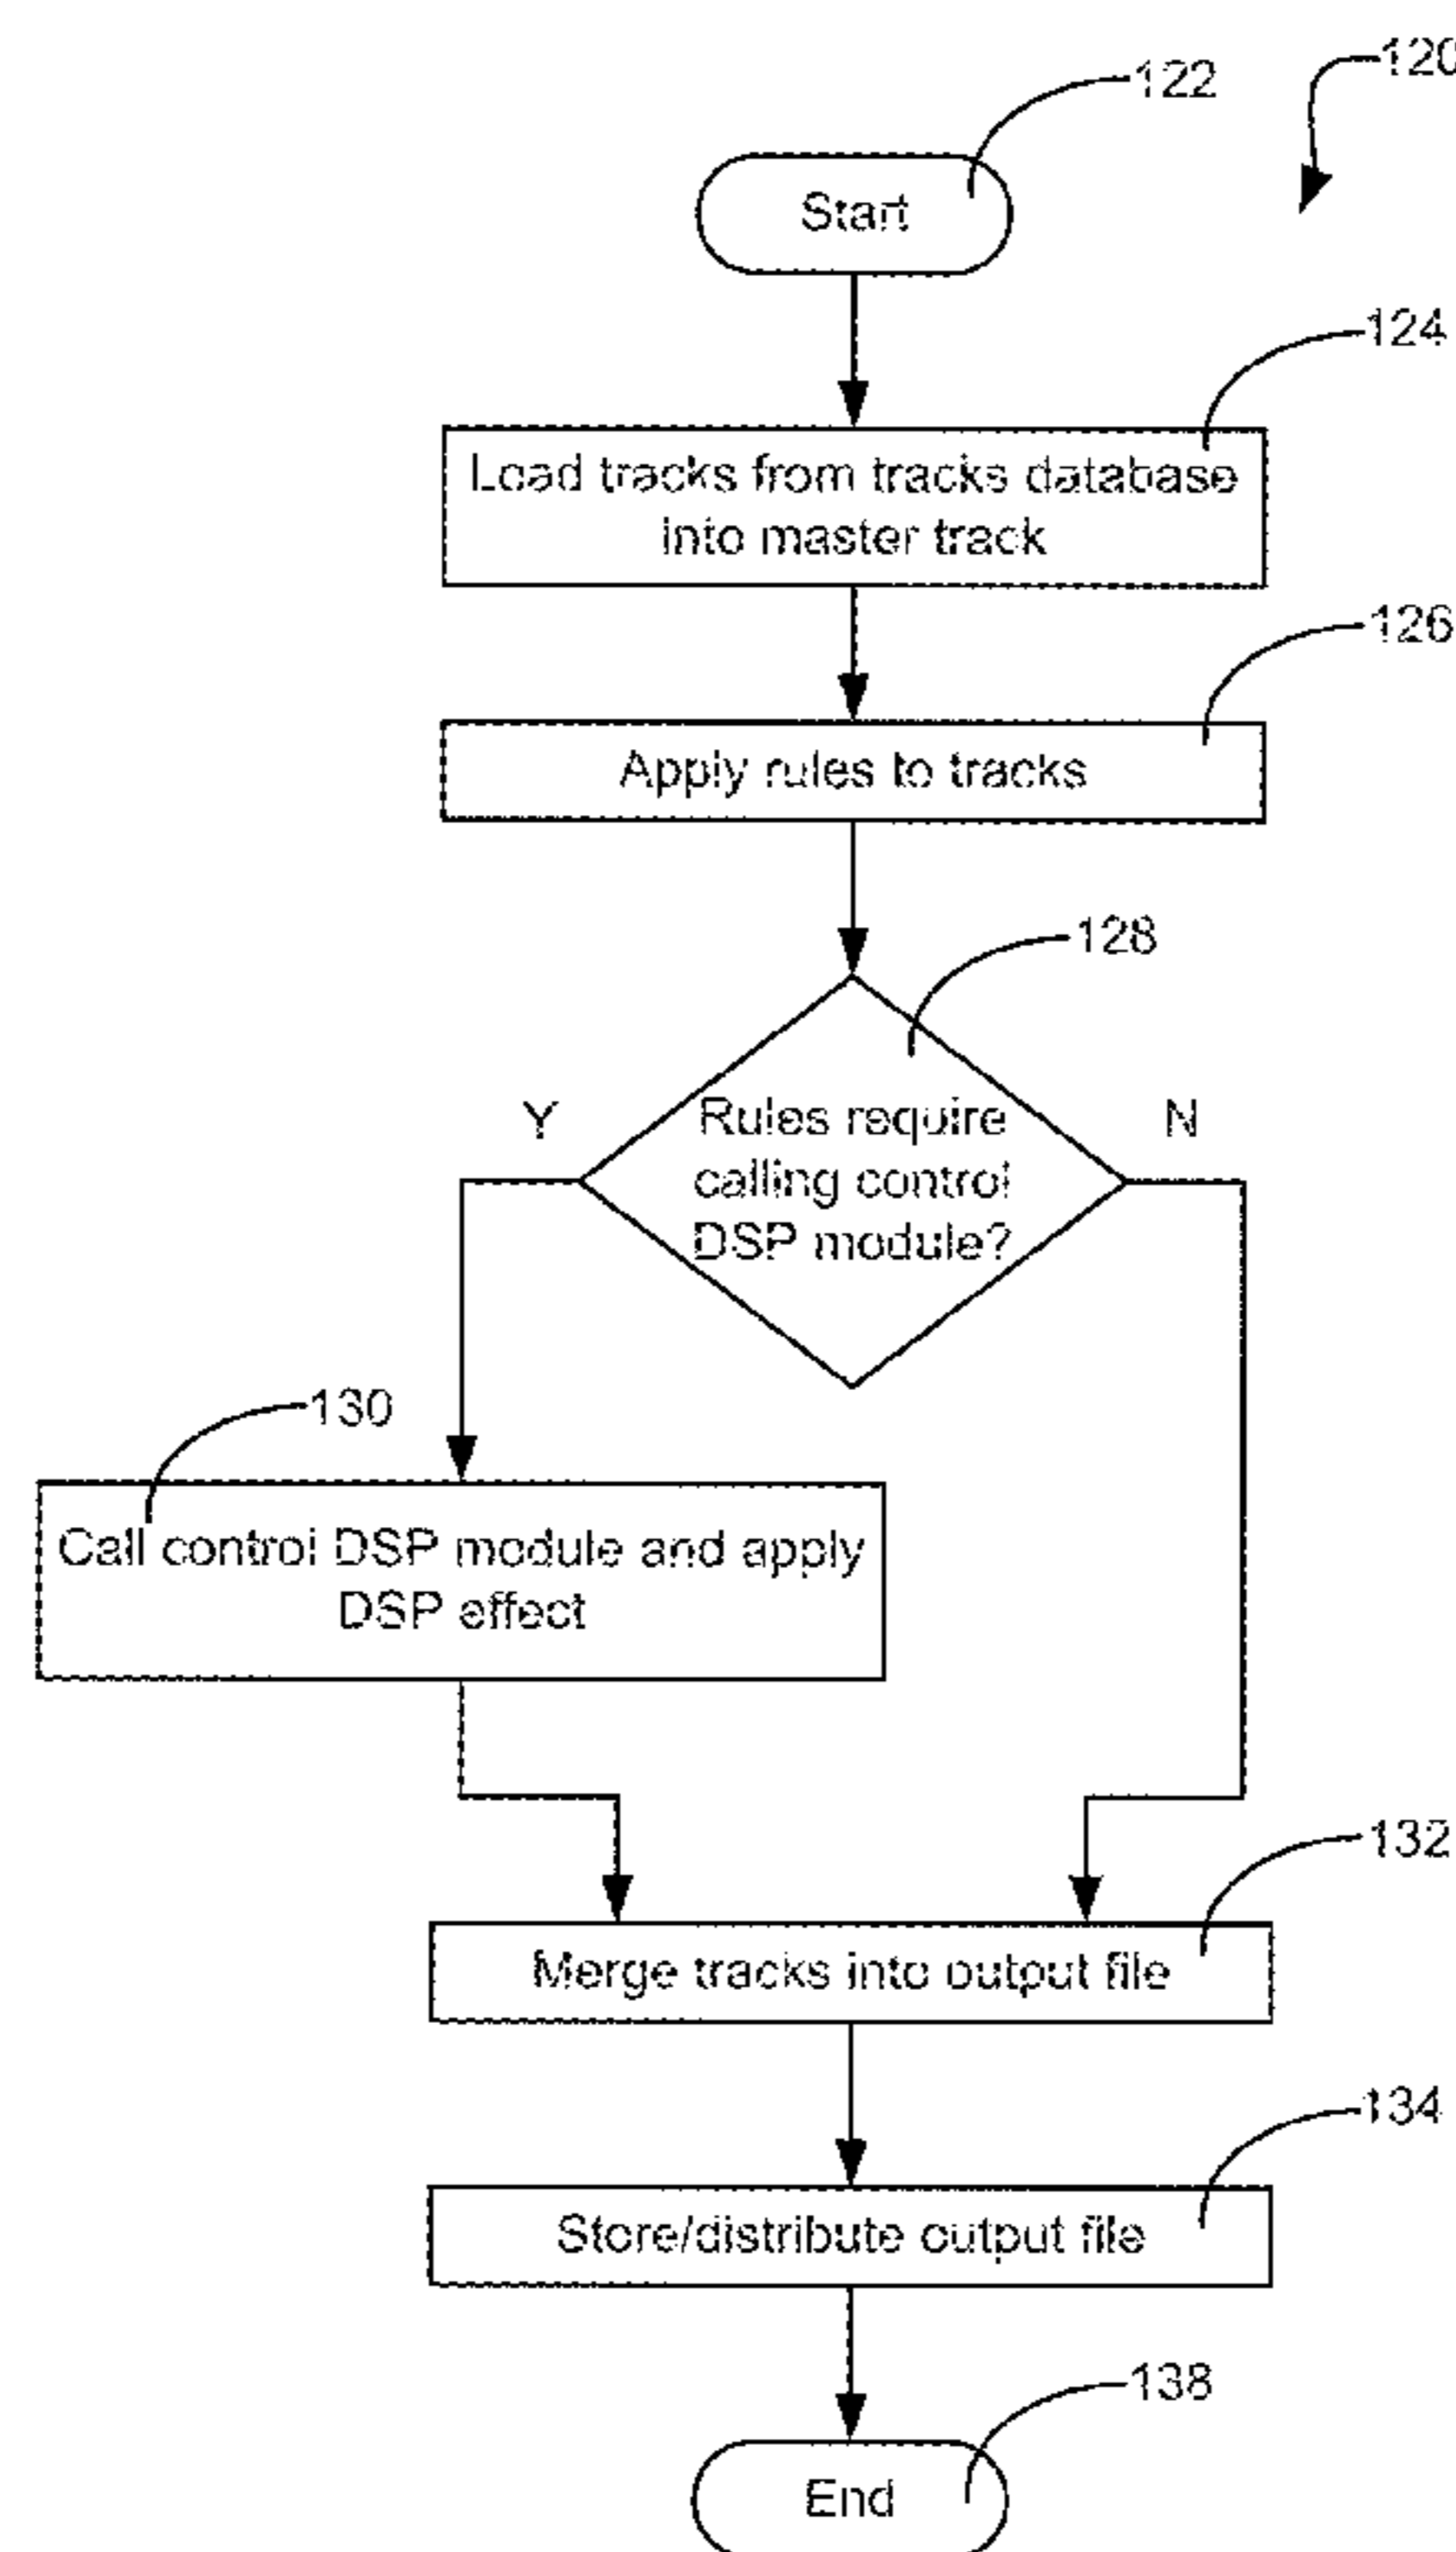 120
122
Start
124
Load tracks from tracks database
into master track
126
Apply rules to tracks
128
Y
N
Rules require
calling control
DSP module?
130
Call control DSP module and apply
DSP effect
132
Merge tracks into output file
134
Store/distribute output file
138
End